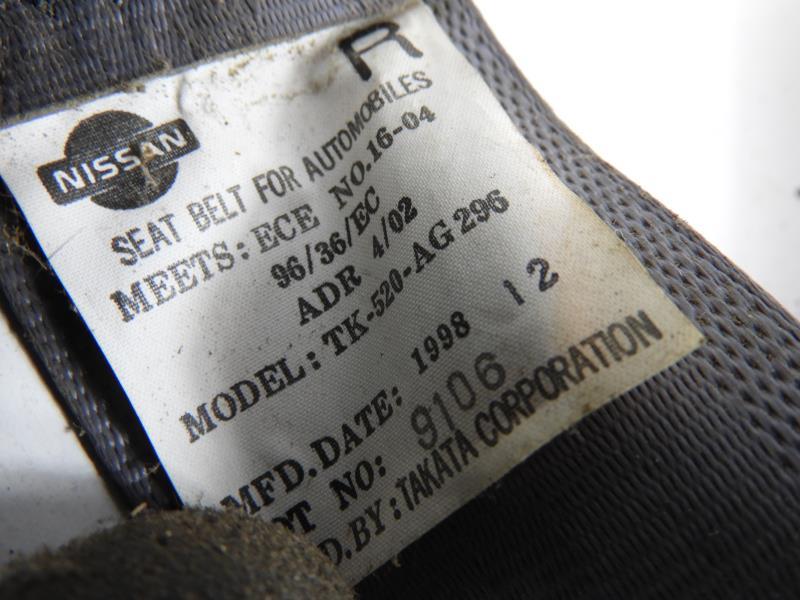 R
NISSAN
SEAT BELT FOR AUTOMOBILES
MEETS: ECE NO.16-04
96/36/EC
ADR 4/02
MODEL: TK-520-AG296
MFD.DATE: 1998 12
OT NO: 9106
D.BY: TAKATA CORPORATION